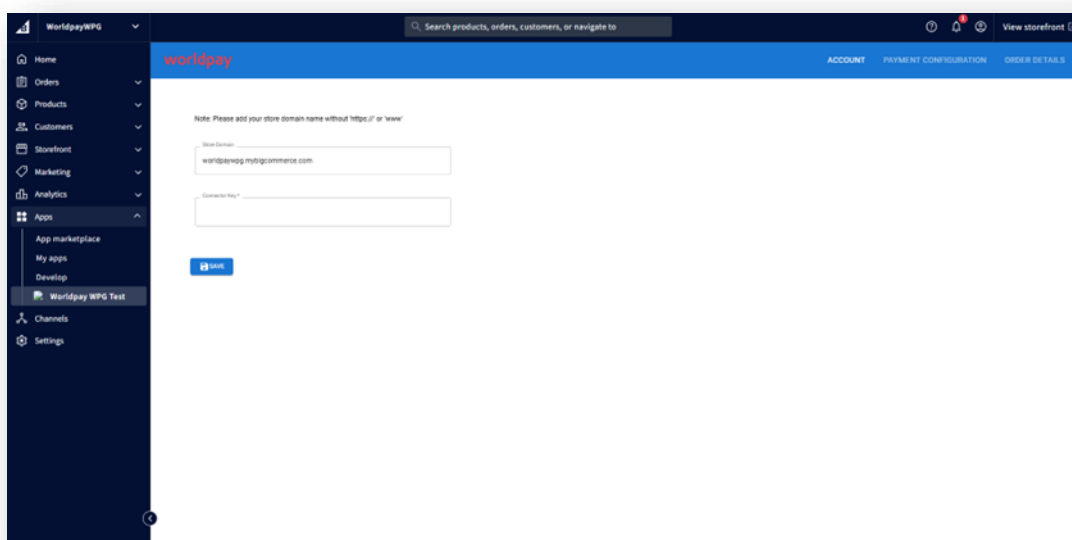 WorldpayWPG
Search products, orders, customers, or navigate to
View storefront
Home
Orders
Products
Customers
Storefront
Marketing
Analytics
Apps
App marketplace
My apps
Develop
Worldpay WPG Test
Channels
Settings
worldpay
ACCOUNT PAYMENT CONFIGURATION ORDER DETAILS
Note: Please add your store domain name without 'https://' or 'www'
Store Domain
worldpaywpg.mybigcommerce.com
Connector Key *
SAVE